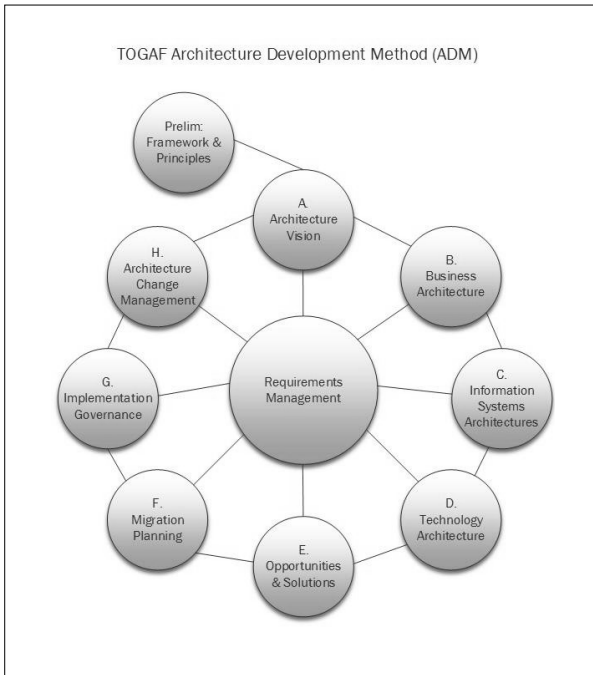 TOGAF Architecture Development Method (ADM)
Prelim:
Framework &
Principles
A.
Architecture
Vision
B.
Business
Architecture
C.
Information
Systems
Architectures
D.
Technology
Architecture
E.
Opportunities
& Solutions
F.
Migration
Planning
G.
Implementation
Governance
H.
Architecture
Change
Management
Requirements
Management